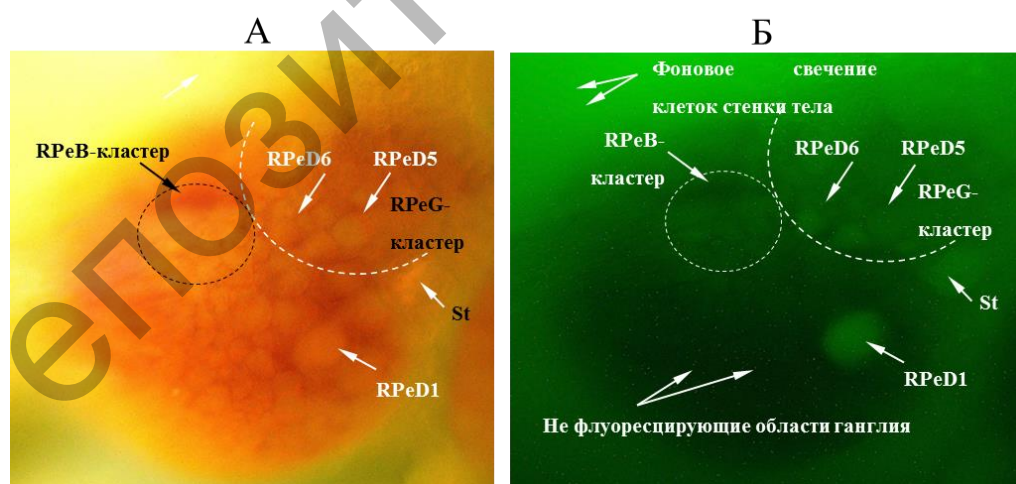 А
Б
епозит
RPeB-кластер
RPeD6
RPeD5
RPeG-
кластер
St
RPeD1
Фоновое свечение
клеток стенки тела
RPeB-
кластер
RPeD6
RPeD5
RPeG-
кластер
St
RPeD1
Не флуоресцирующие области ганглия